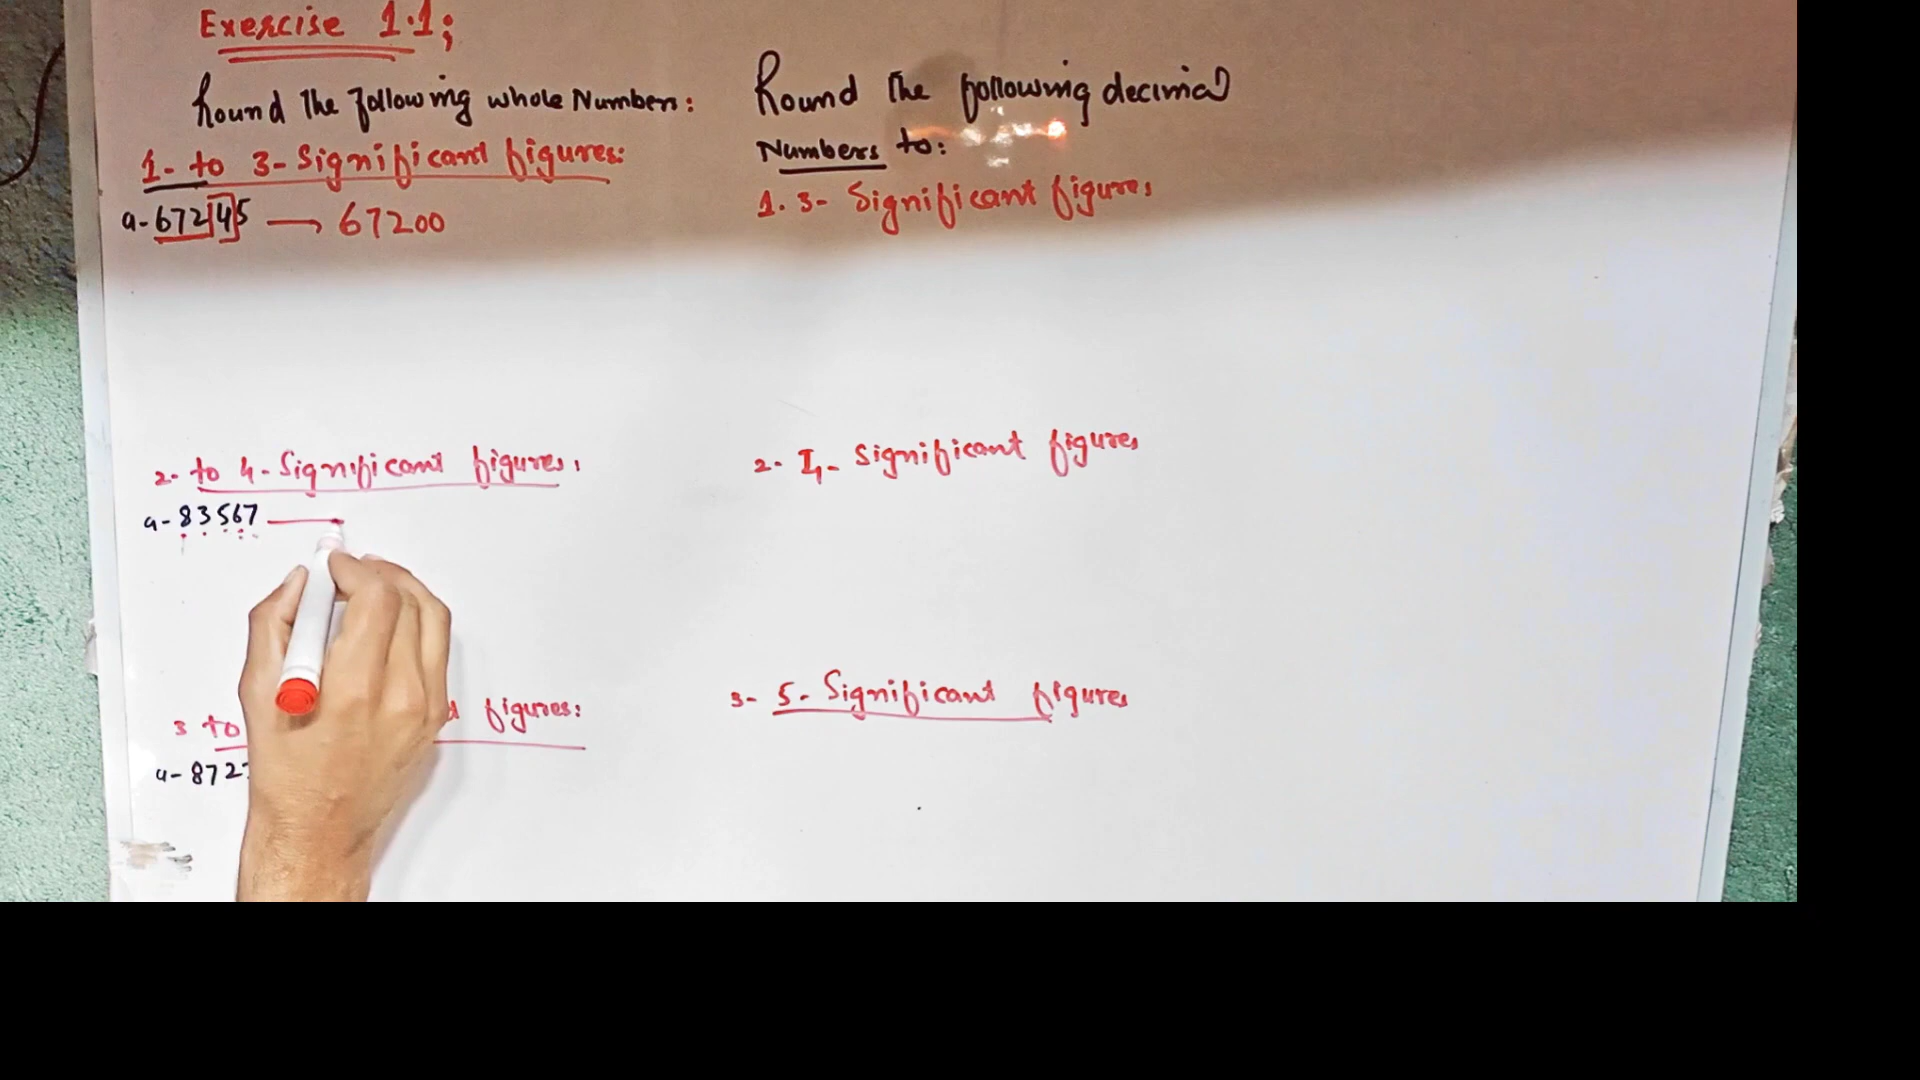 Exercise 1.1;
Round The Following whole Numbers:
1- to 3- Significant figures:
a- 67245 → 67200
2- to 4- Significant figures.
a- 83567
3 to figures:
a- 872
Round The following decimal
Numbers to:
1. 3- Significant figures
2- 4- Significant figures
3- 5- Significant figures